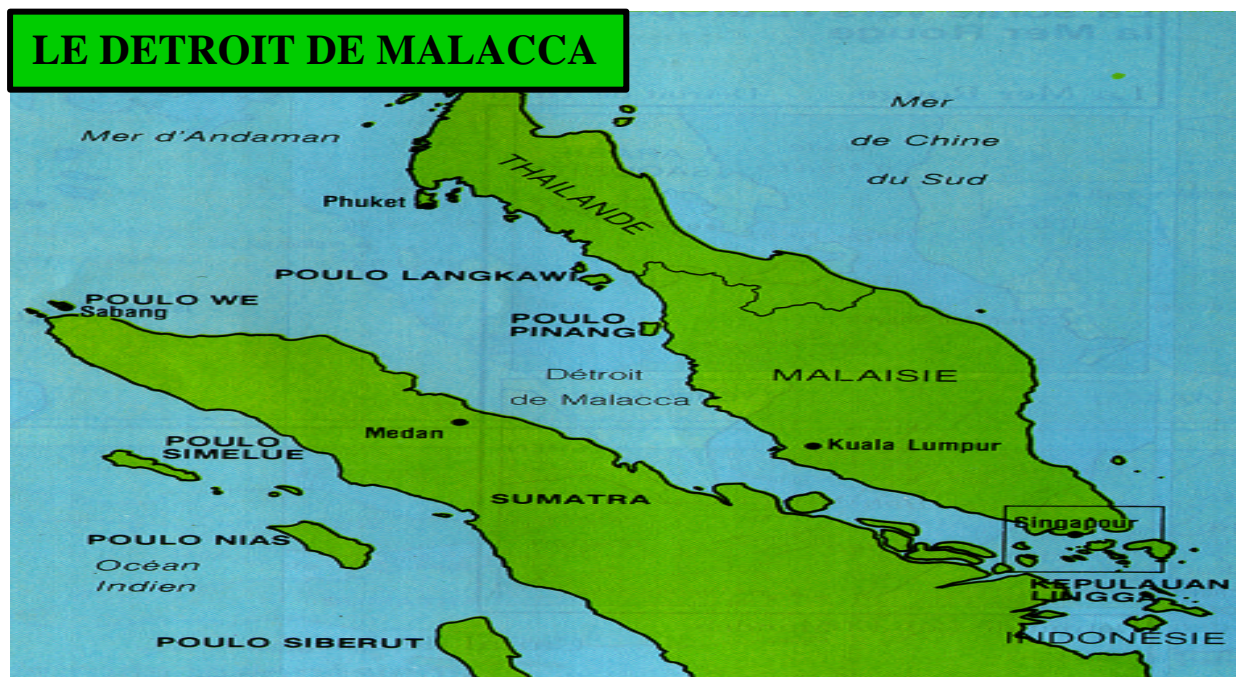 LE DETROIT DE MALACCA
Mer d'Andaman
Mer
de Chine
du Sud
THAILANDE
Phuket
POULO LANGKAWI
POULO WE
Sabang
POULO
PINANG
Détroit
de Malacca
MALAISIE
Medan
Kuala Lumpur
POULO
SIMELUE
SUMATRA
Singapour
POULO NIAS
Océan
Indien
KEPULAUAN
LINGGA
INDONESIE
POULO SIBERUT